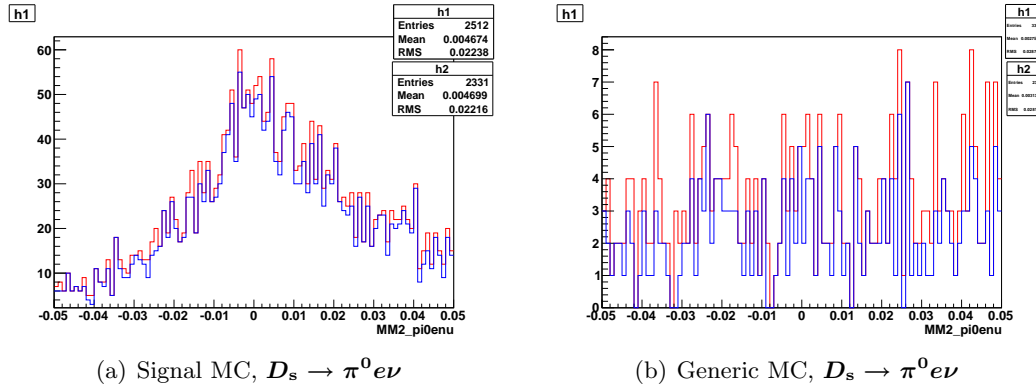 h1
h1
Entries 2512
Mean 0.004674
RMS 0.02238
h2
Entries 2331
Mean 0.004699
RMS 0.02216
60
50
40
30
20
10
-0.05 -0.04 -0.03 -0.02 -0.01 0 0.01 0.02 0.03 0.04 0.05
MM2_pi0enu
(a) Signal MC, D_s → π⁰eν
h1
h1
Entries
Mean
RMS
h2
Entries
Mean
RMS
8
7
6
5
4
3
2
1
0
-0.05 -0.04 -0.03 -0.02 -0.01 0 0.01 0.02 0.03 0.04 0.05
MM2_pi0enu
(b) Generic MC, D_s → π⁰eν